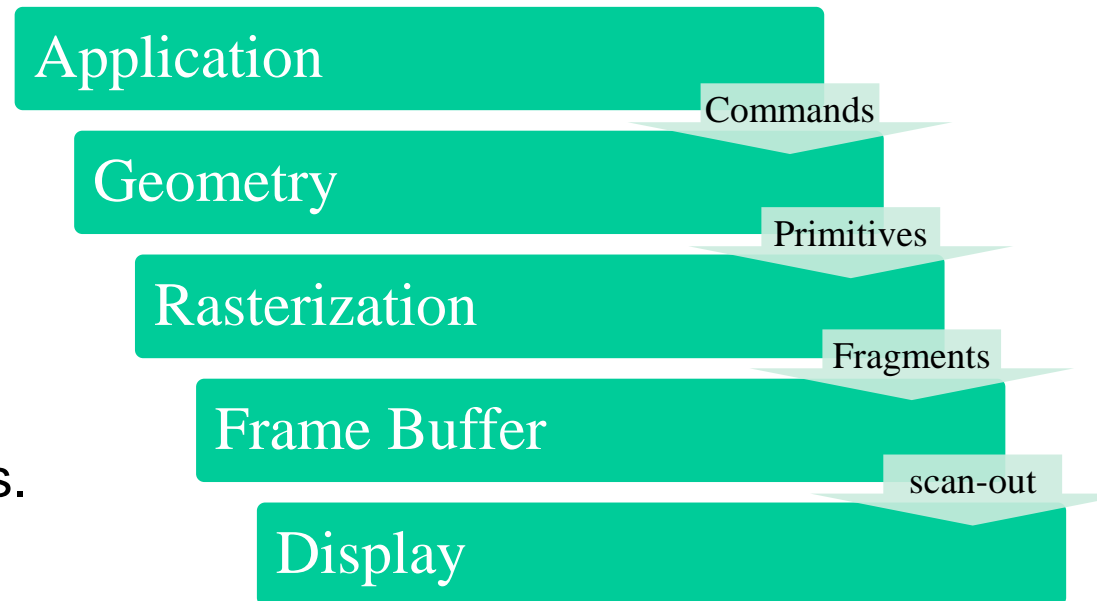 Application
Commands
Geometry
Primitives
Rasterization
Fragments
Frame Buffer
s.
scan-out
Display